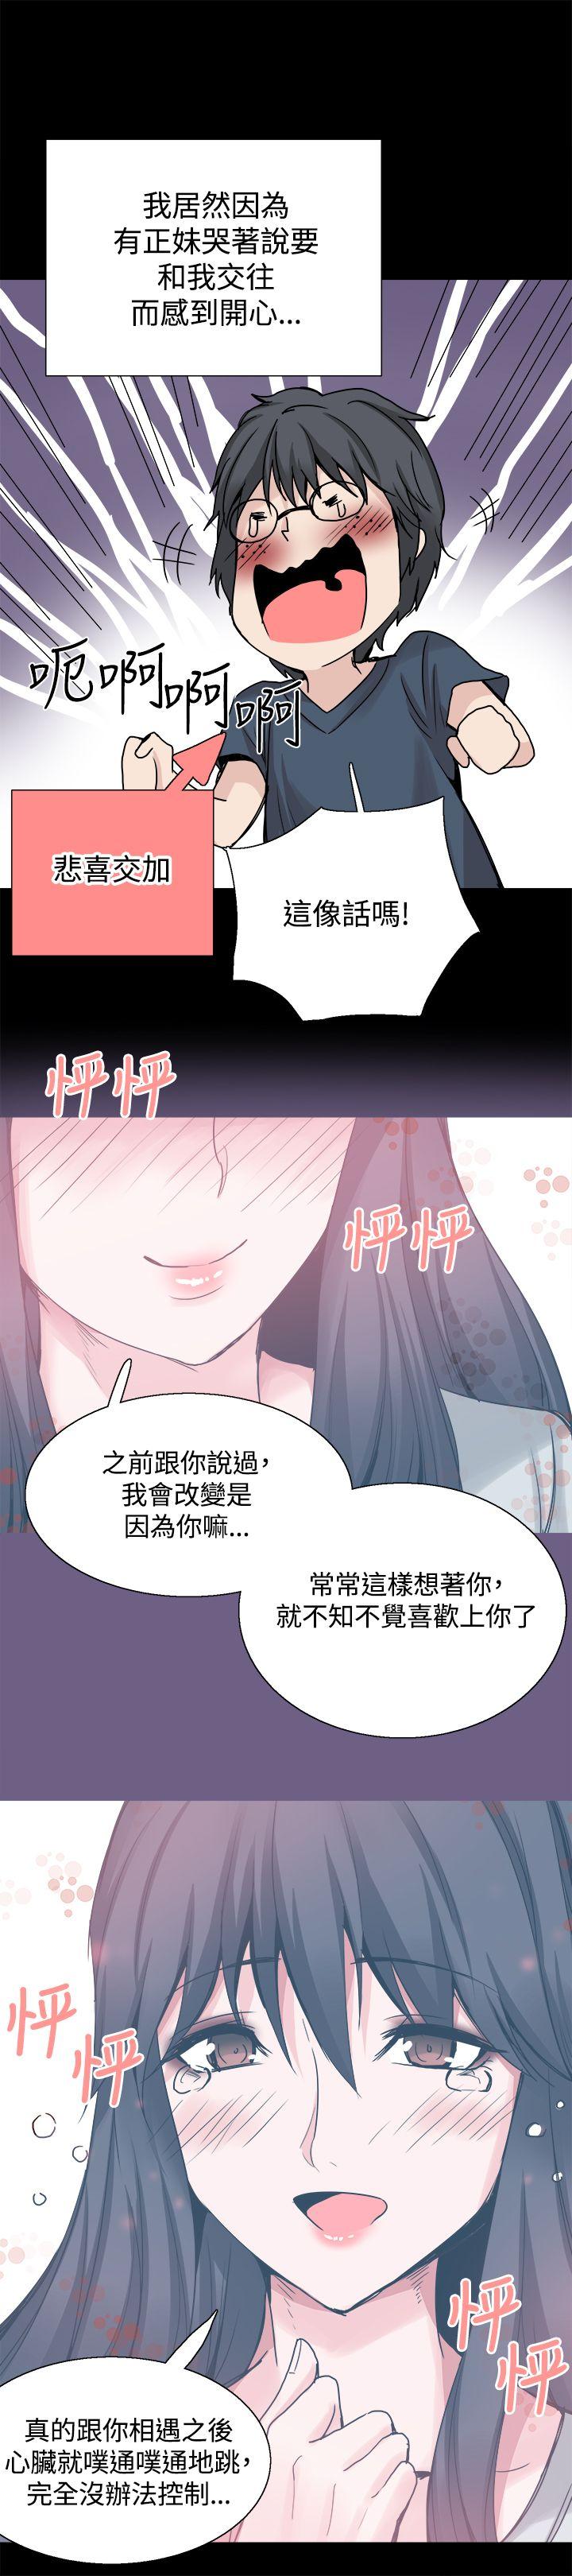 我居然因為
有正妹哭著說要
和我交往
而感到開心...
呃啊啊啊
悲喜交加
這像話嗎!
怦怦
怦怦
之前跟你說過,
我會改變是
因為你嘛...
常常這樣想著你,
就不知不覺喜歡上你了
怦
怦
怦
怦
真的跟你相遇之後
心臟就噗通噗通地跳,
完全沒辦法控制...